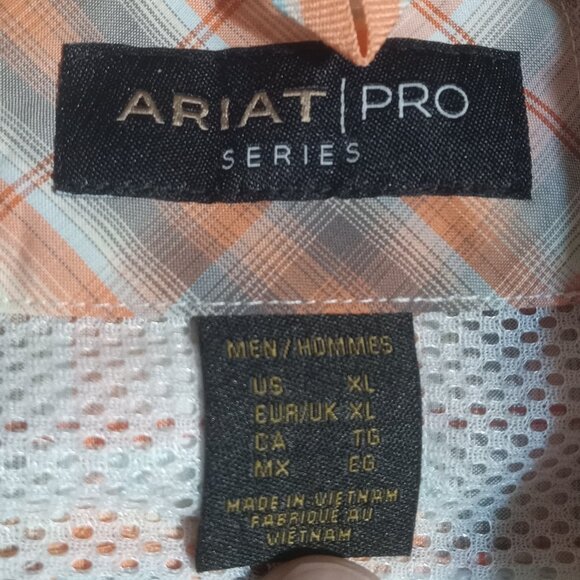 ARIAT | PRO
SERIES
MEN / HOMMES
US XL
EUR/UK XL
CA TG
MX EG
MADE IN VIETNAM
FABRIQUE AU
VIETNAM